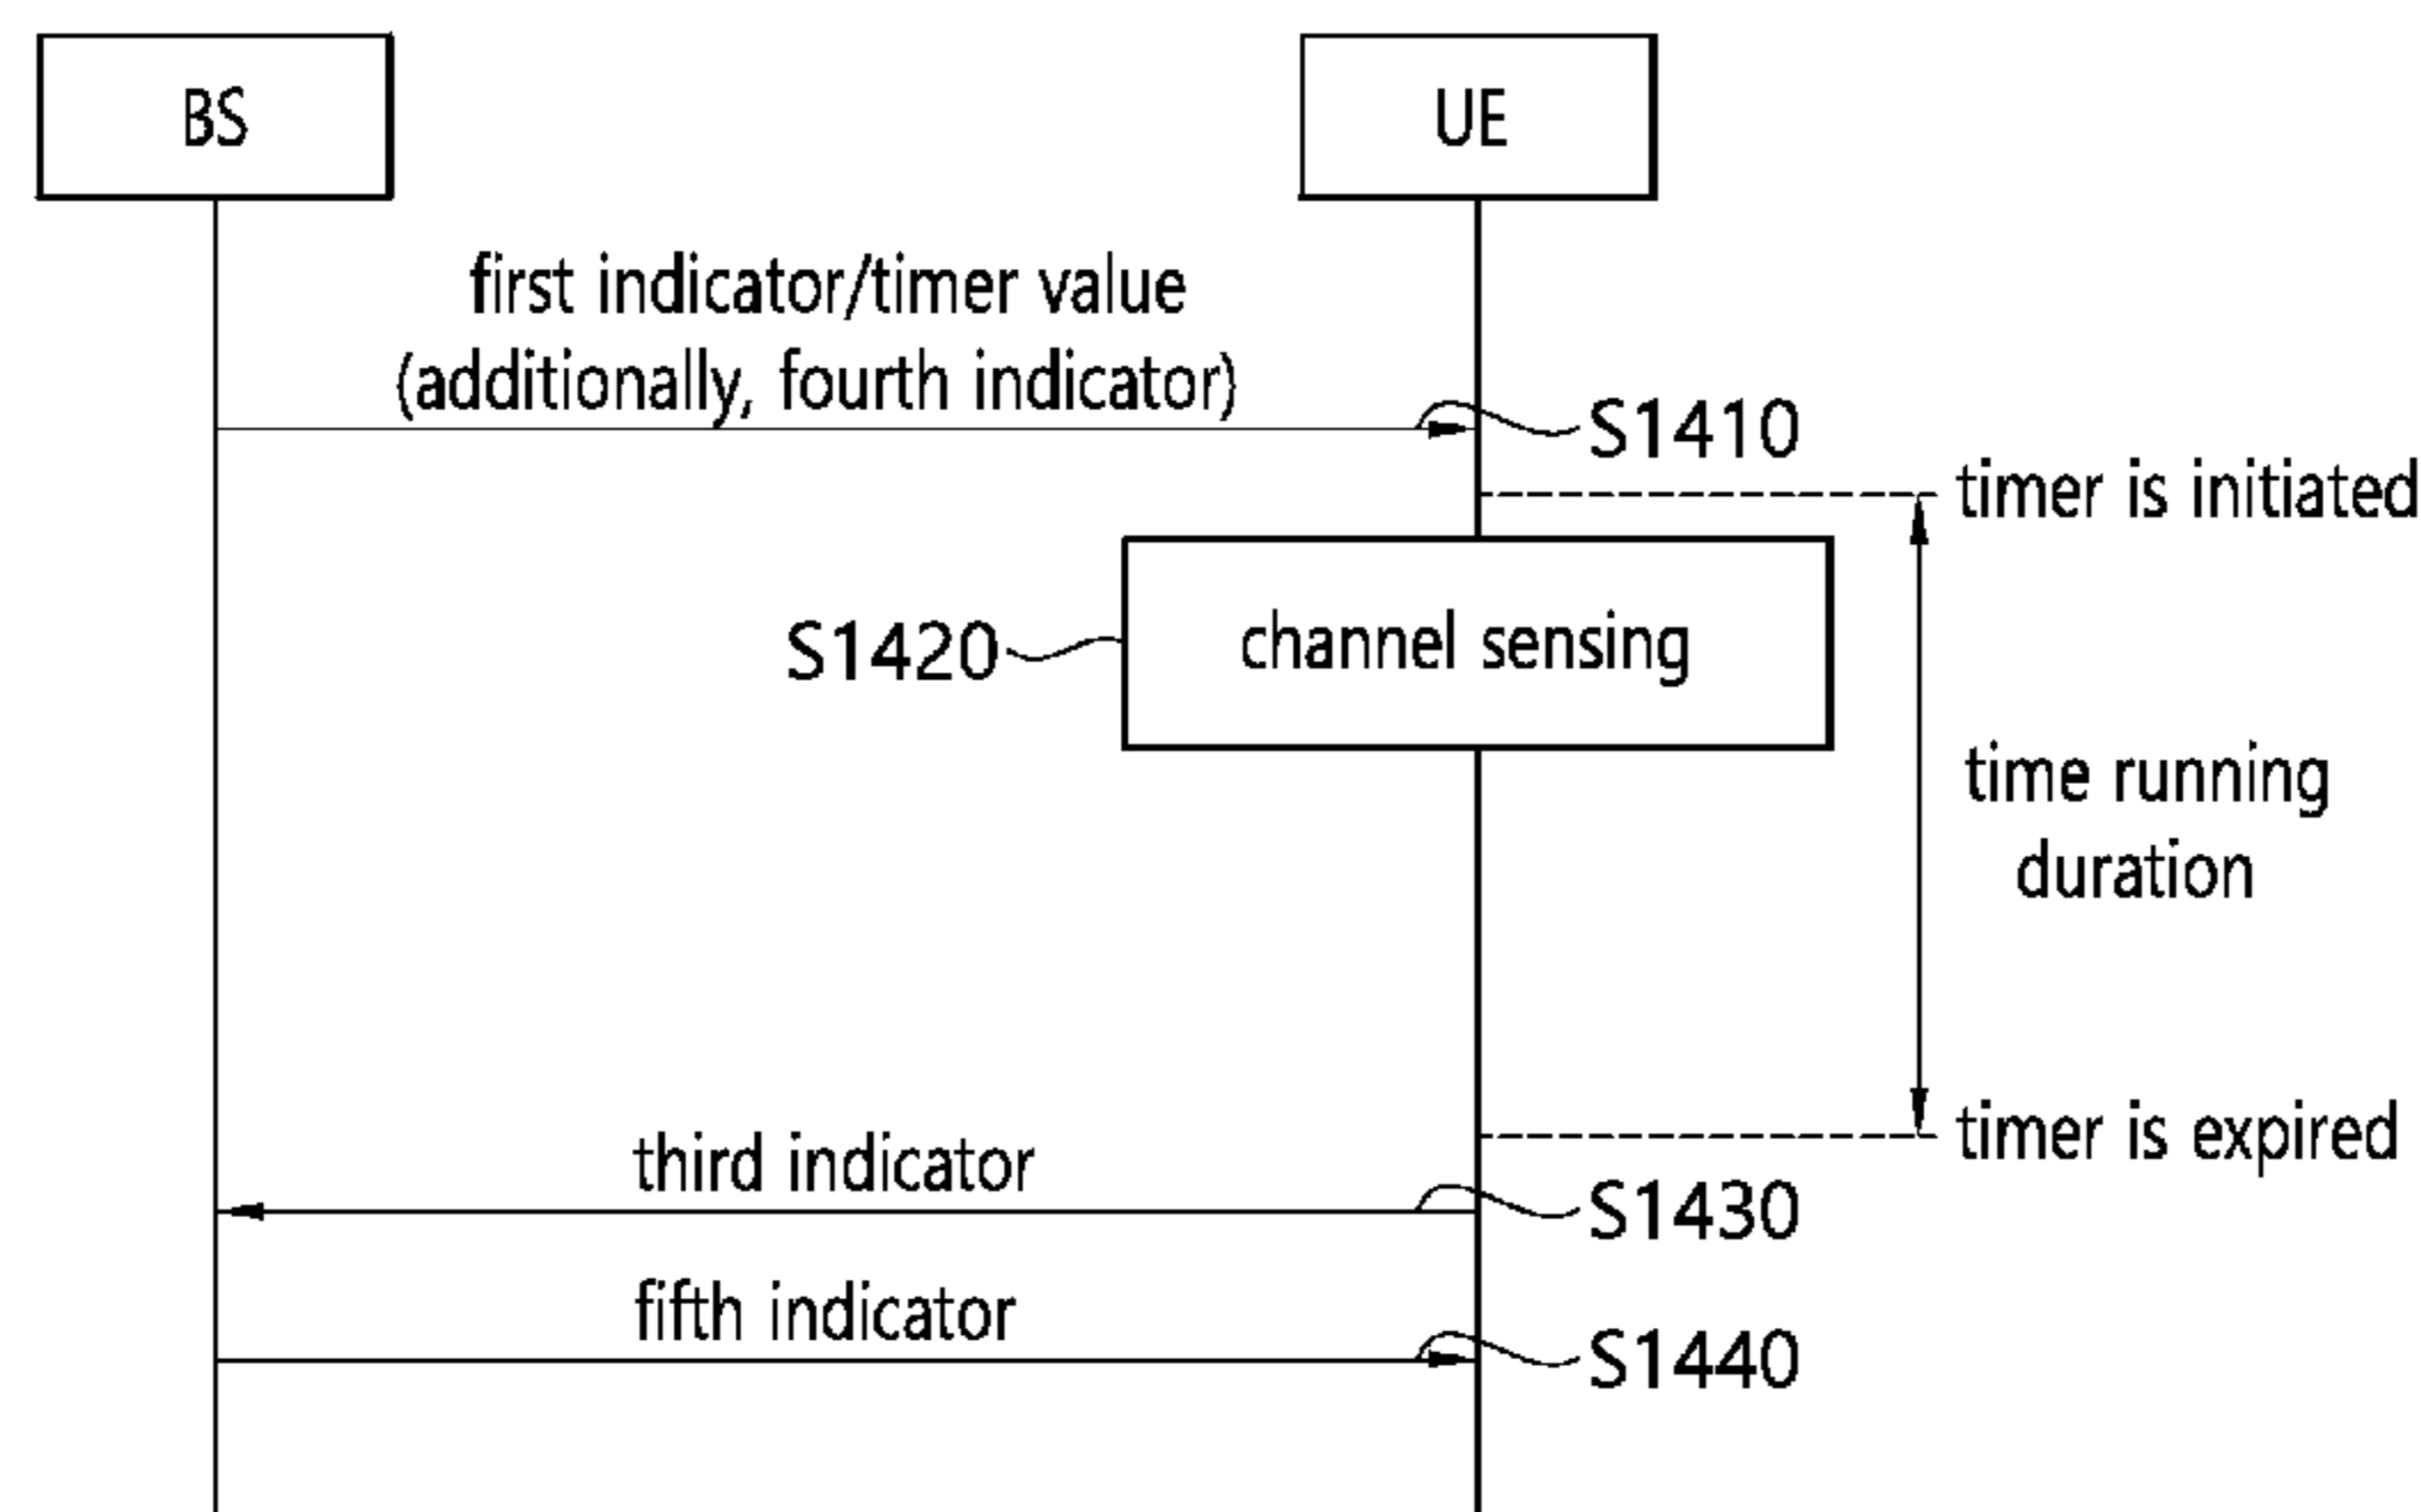 BS
UE
first indicator/timer value
(additionally, fourth indicator)
S1410
timer is initiated
S1420
channel sensing
time running
duration
timer is expired
third indicator
S1430
fifth indicator
S1440